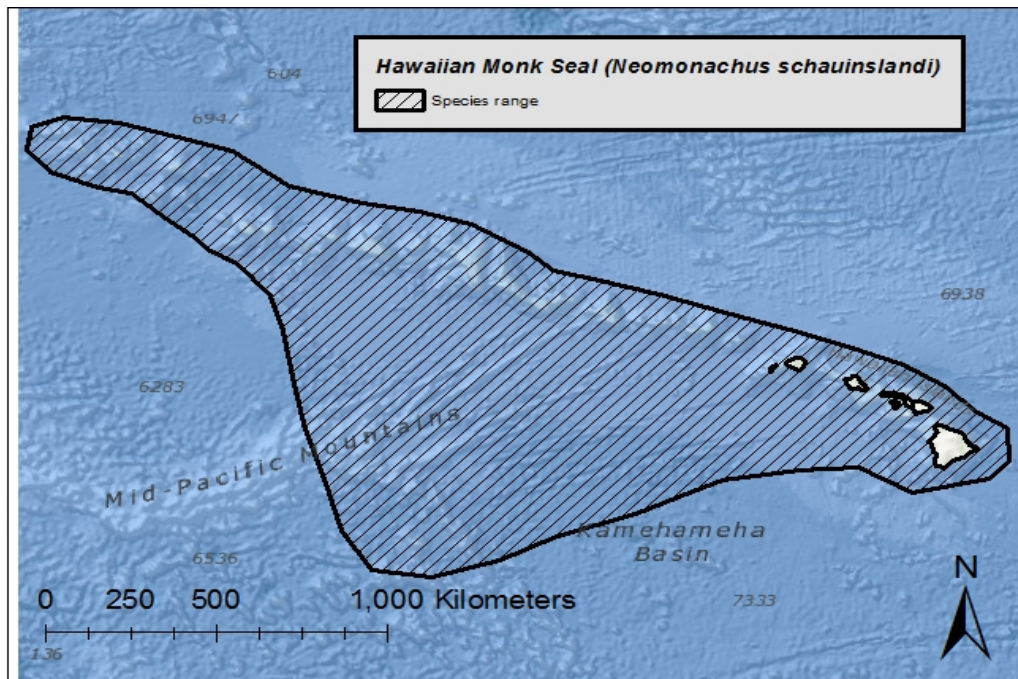 604
Hawaiian Monk Seal (Neomonachus schauinslandi)
Species range
6947
6938
6283
Mid-Pacific Mountains
Kamehameha
Basin
6536
7333
N
0 250 500 1,000 Kilometers
136